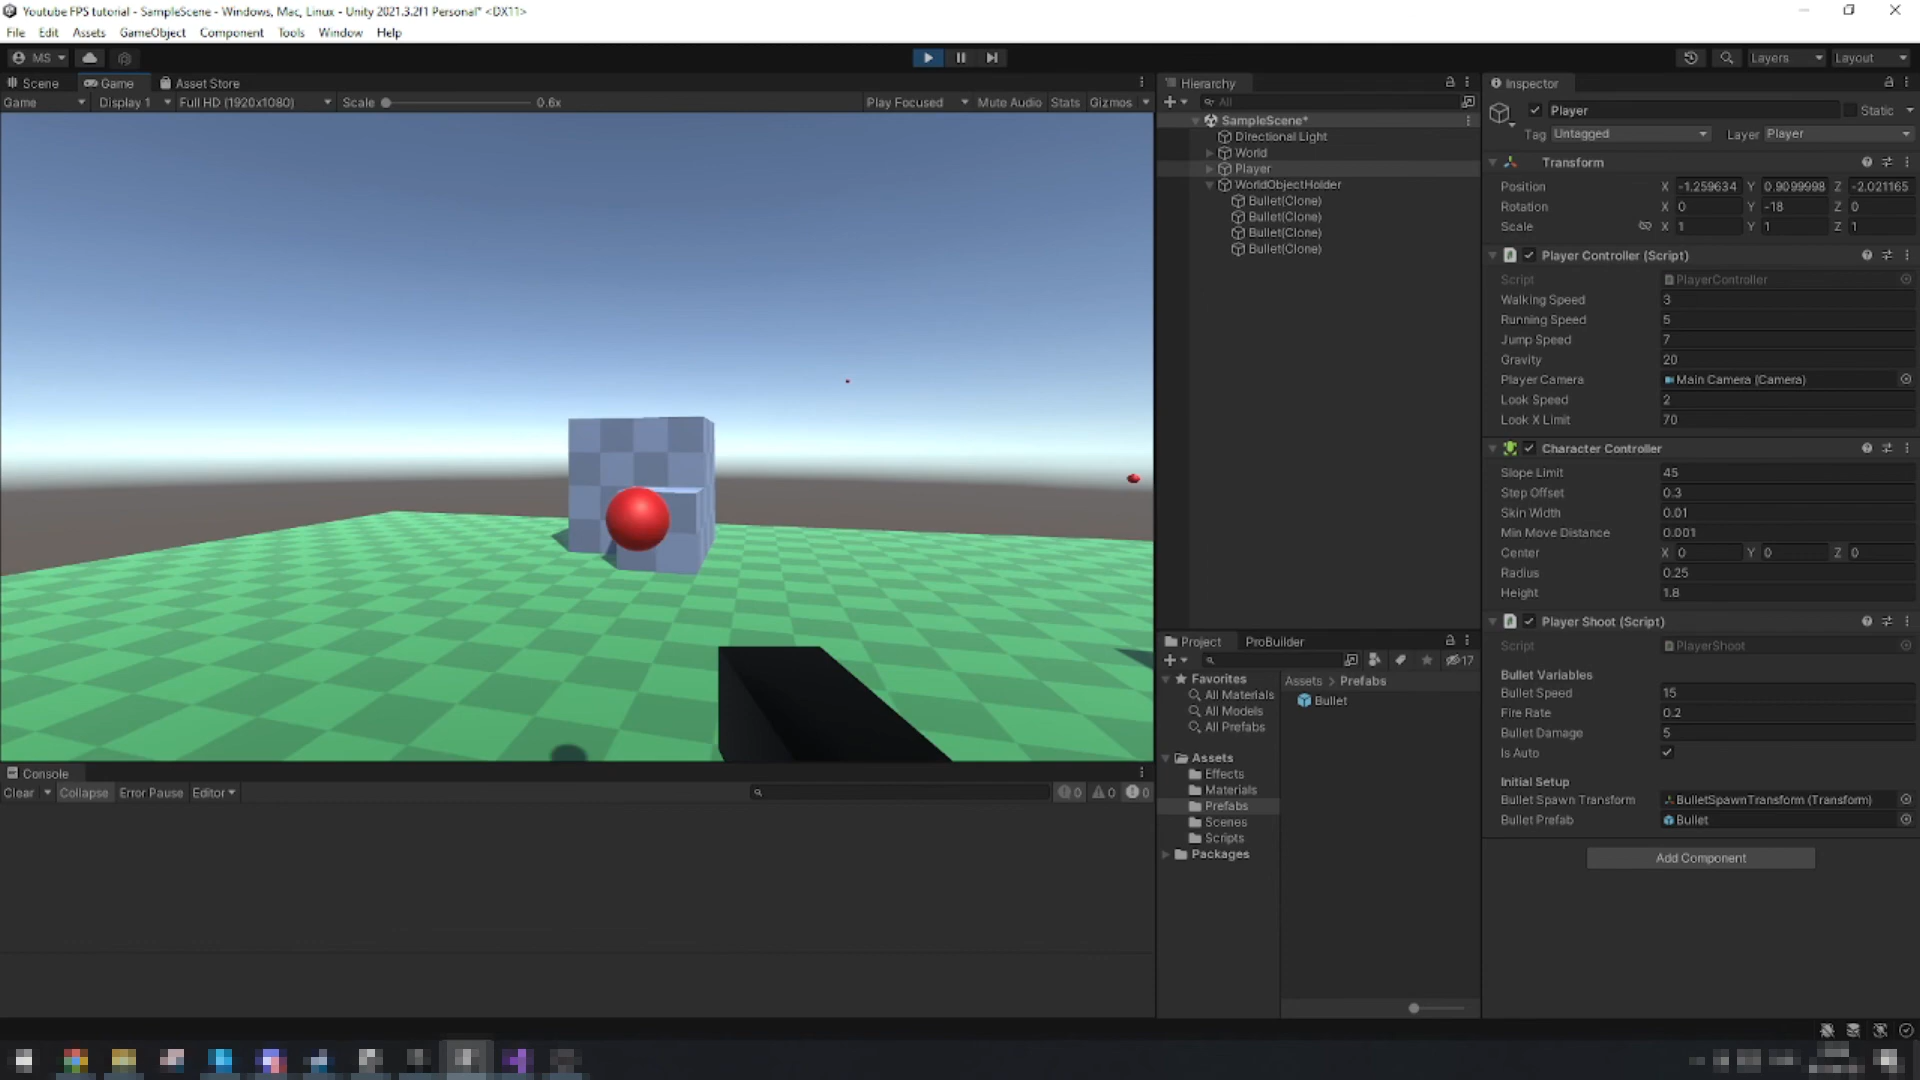 Youtube FPS tutorial - SampleScene - Windows, Mac, Linux - Unity 2021.3.2f1 Personal* <DX11>
File Edit Assets GameObject Component Tools Window Help
MS
Layers Layout
Scene Game Asset Store
Game Display 1 Full HD (1920x1080) Scale 0.6x Play Focused Mute Audio Stats Gizmos
Hierarchy
All
SampleScene*
Directional Light
World
Player
WorldObjectHolder
Bullet(Clone)
Bullet(Clone)
Bullet(Clone)
Bullet(Clone)
Inspector
Player Static
Tag Untagged Layer Player
Transform
Position X -1.259634 Y 0.9099998 Z -2.021165
Rotation X 0 Y -18 Z 0
Scale X 1 Y 1 Z 1
Player Controller (Script)
Script PlayerController
Walking Speed 3
Running Speed 5
Jump Speed 7
Gravity 20
Player Camera Main Camera (Camera)
Look Speed 2
Look X Limit 70
Character Controller
Slope Limit 45
Step Offset 0.3
Skin Width 0.01
Min Move Distance 0.001
Center X 0 Y 0 Z 0
Radius 0.25
Height 1.8
Player Shoot (Script)
Script PlayerShoot
Bullet Variables
Bullet Speed 15
Fire Rate 0.2
Bullet Damage 5
Is Auto
Initial Setup
Bullet Spawn Transform BulletSpawnTransform (Transform)
Bullet Prefab Bullet
Add Component
Project ProBuilder
17
Favorites
All Materials
All Models
All Prefabs
Assets
Effects
Materials
Prefabs
Scenes
Scripts
Packages
Assets > Prefabs
Bullet
Console
Clear Collapse Error Pause Editor 0 0 0